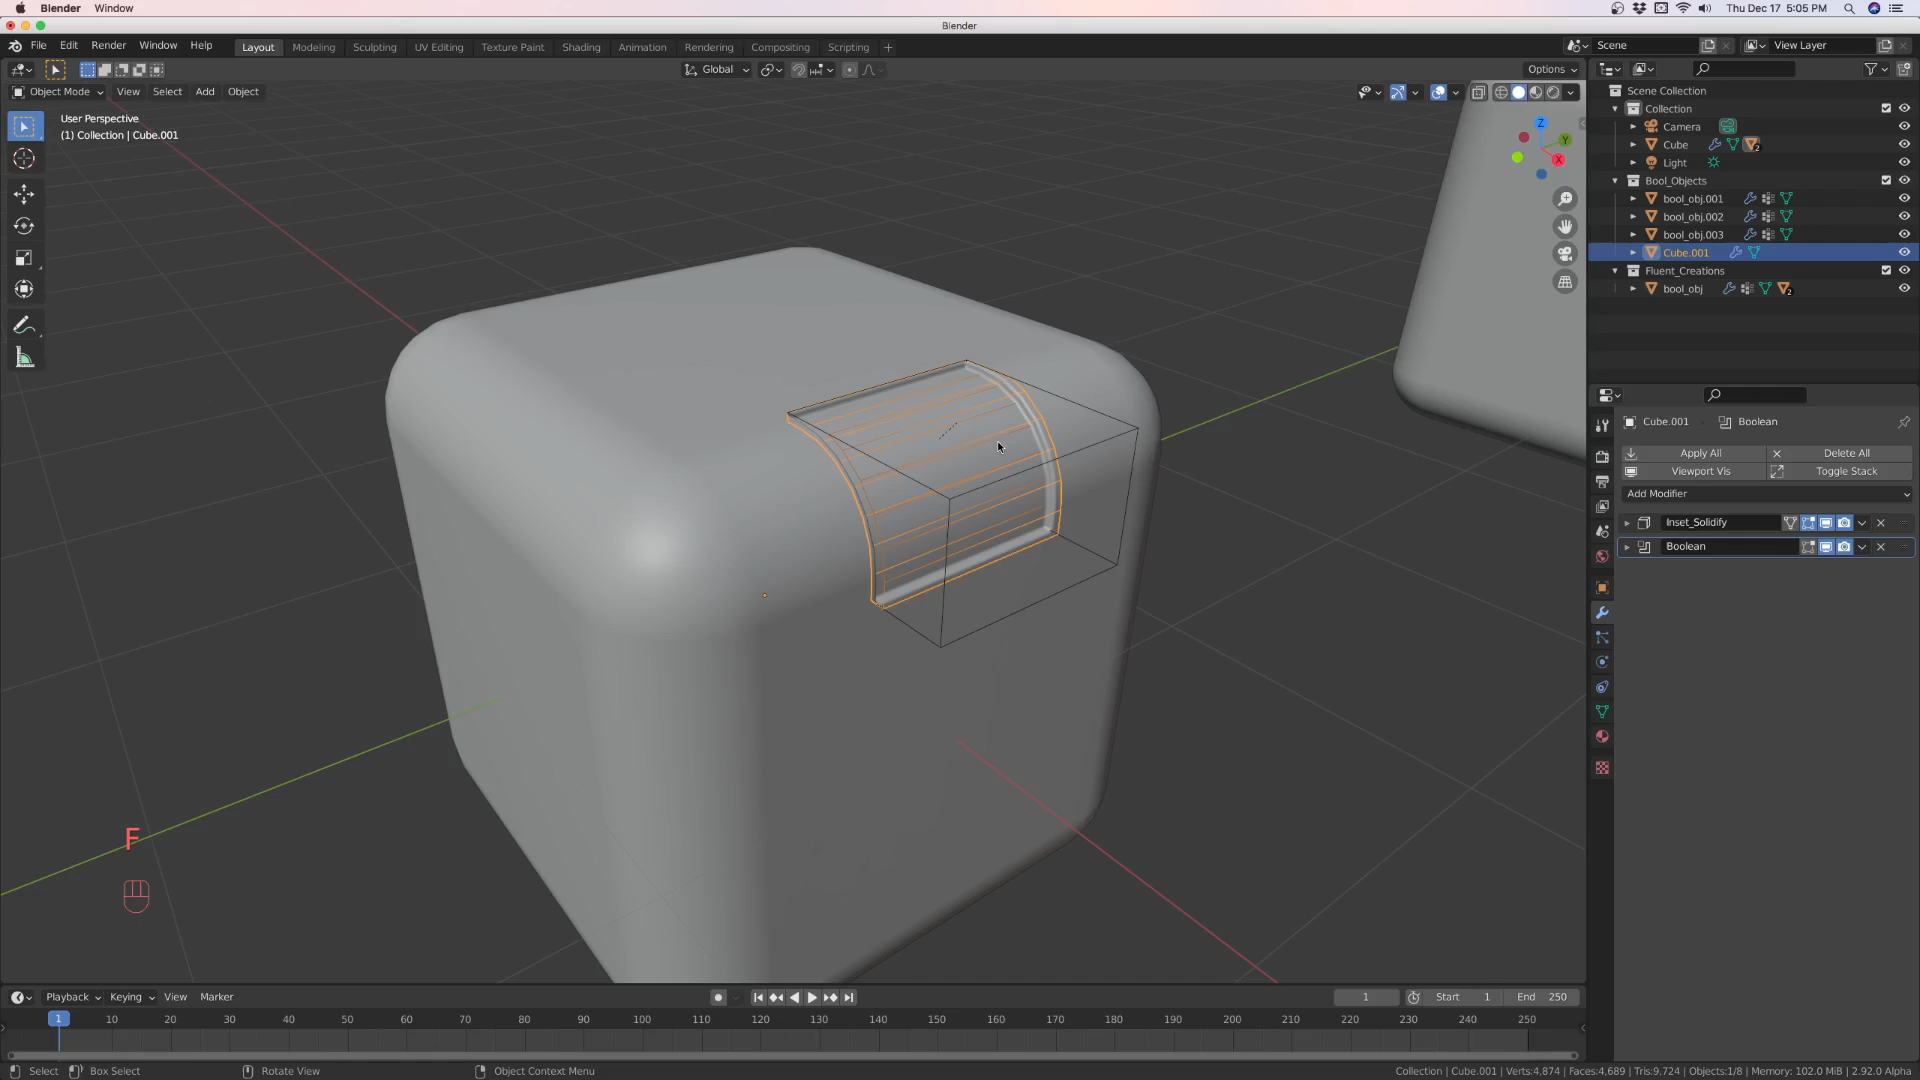 Blender Window Thu Dec 17 5:05 PM
Blender
File Edit Render Window Help Layout Modeling Sculpting UV Editing Texture Paint Shading Animation Rendering Compositing Scripting + Scene View Layer
Global Options
Object Mode View Select Add Object
User Perspective
(1) Collection | Cube.001
Z
Y
X
F
Scene Collection
Collection
Camera
Cube 2
Light
Bool_Objects
bool_obj.001
bool_obj.002
bool_obj.003
Cube.001
Fluent_Creations
bool_obj 2
Cube.001 Boolean
Apply All Delete All
Viewport Vis Toggle Stack
Add Modifier
Inset_Solidify
Boolean
Playback Keying View Marker 1 Start 1 End 250
1 10 20 30 40 50 60 70 80 90 100 110 120 130 140 150 160 170 180 190 200 210 220 230 240 250
Select Box Select Rotate View Object Context Menu Collection | Cube.001 | Verts:4,874 | Faces:4,689 | Tris:9,724 | Objects:1/8 | Memory: 102.0 MiB | 2.92.0 Alpha